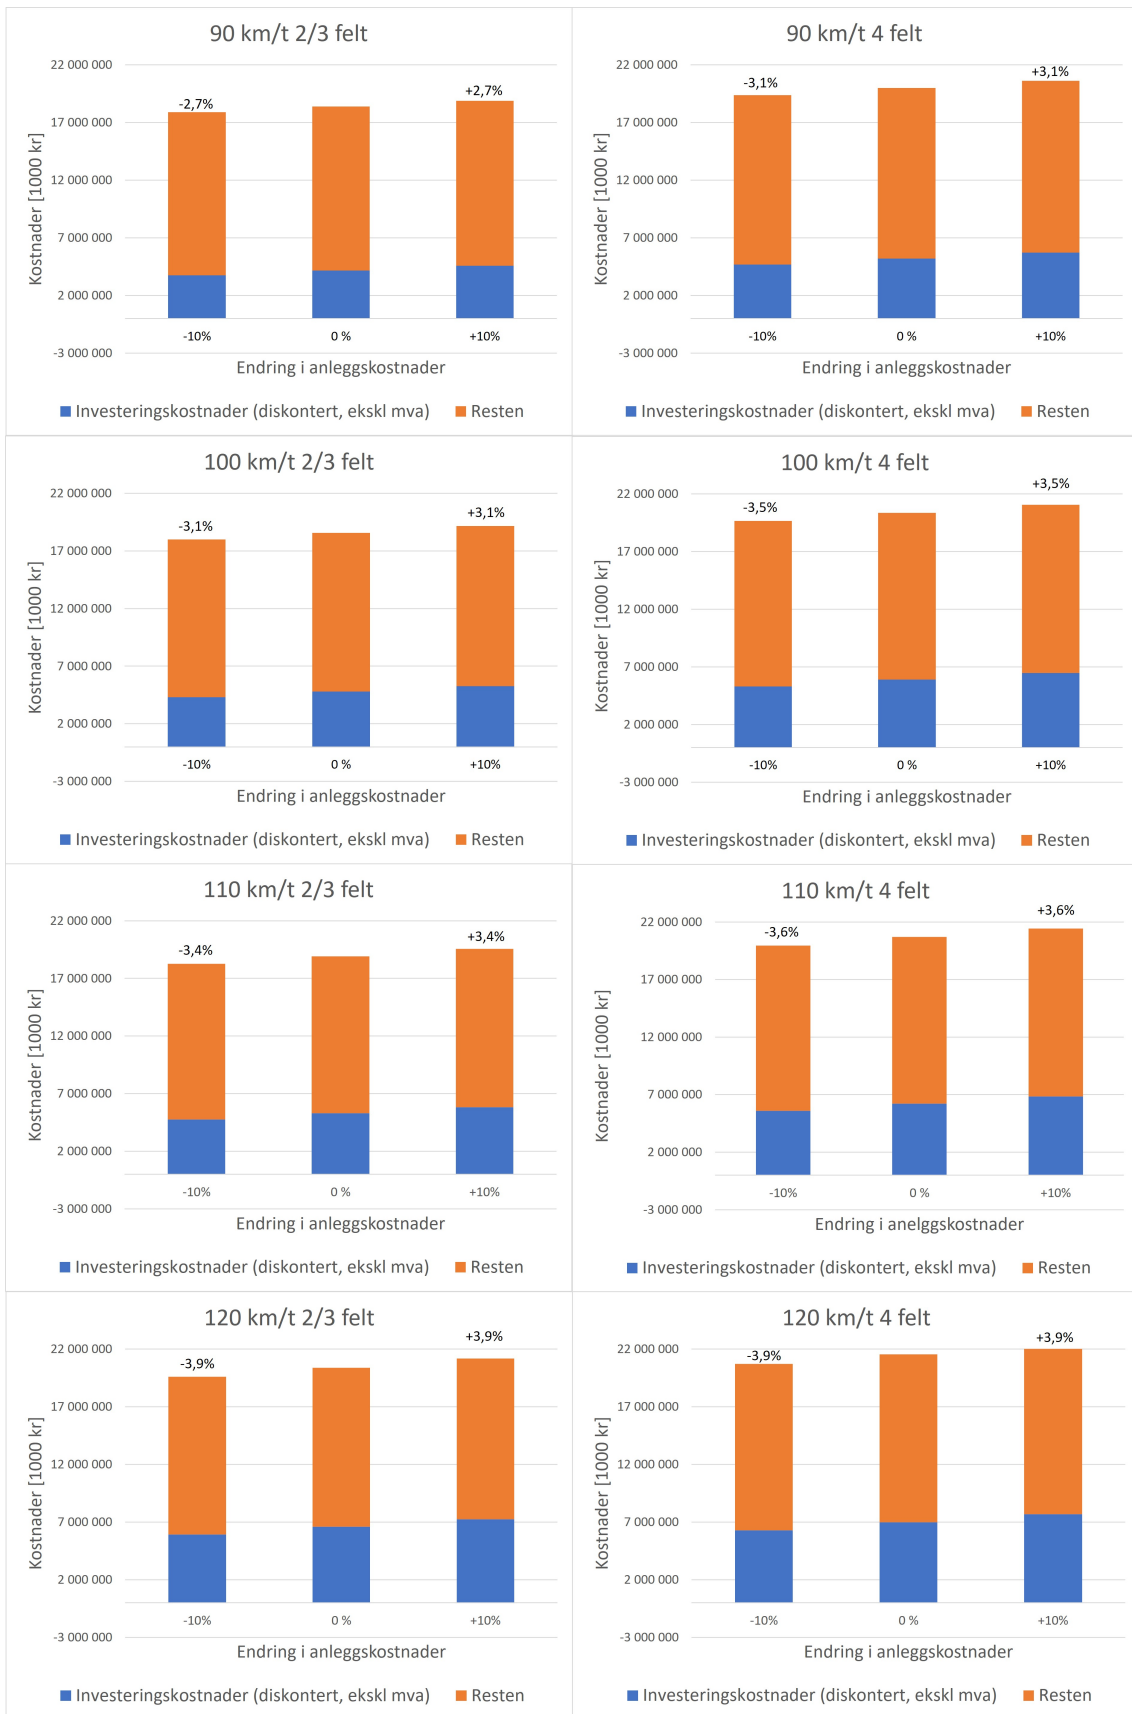 90 km/t 2/3 felt
22 000 000
17 000 000
12 000 000
7 000 000
2 000 000
-3 000 000
Kostnader [1000 kr]
-2,7%
+2,7%
-10%
0 %
+10%
Endring i anleggskostnader
Investeringskostnader (diskontert, ekskl mva)
Resten
90 km/t 4 felt
22 000 000
17 000 000
12 000 000
7 000 000
2 000 000
-3 000 000
Kostnader [1000 kr]
-3,1%
+3,1%
-10%
0 %
+10%
Endring i anleggskostnader
Investeringskostnader (diskontert, ekskl mva)
Resten
100 km/t 2/3 felt
22 000 000
17 000 000
12 000 000
7 000 000
2 000 000
-3 000 000
Kostnader [1000 kr]
-3,1%
+3,1%
-10%
0 %
+10%
Endring i anleggskostnader
Investeringskostnader (diskontert, ekskl mva)
Resten
100 km/t 4 felt
22 000 000
17 000 000
12 000 000
7 000 000
2 000 000
-3 000 000
Kostnader [1000 kr]
-3,5%
+3,5%
-10%
0 %
+10%
Endring i anleggskostnader
Investeringskostnader (diskontert, ekskl mva)
Resten
110 km/t 2/3 felt
22 000 000
17 000 000
12 000 000
7 000 000
2 000 000
-3 000 000
Kostnader [1000 kr]
-3,4%
+3,4%
-10%
0 %
+10%
Endring i anleggskostnader
Investeringskostnader (diskontert, ekskl mva)
Resten
110 km/t 4 felt
22 000 000
17 000 000
12 000 000
7 000 000
2 000 000
-3 000 000
Kostnader [1000 kr]
-3,6%
+3,6%
-10%
0 %
+10%
Endring i anelggskostnader
Investeringskostnader (diskontert, ekskl mva)
Resten
120 km/t 2/3 felt
22 000 000
17 000 000
12 000 000
7 000 000
2 000 000
-3 000 000
Kostnader [1000 kr]
-3,9%
+3,9%
-10%
0 %
+10%
Endring i anleggskostnader
Investeringskostnader (diskontert, ekskl mva)
Resten
120 km/t 4 felt
22 000 000
17 000 000
12 000 000
7 000 000
2 000 000
-3 000 000
Kostnader [1000 kr]
-3,9%
+3,9%
-10%
0 %
+10%
Endring i anleggskostnader
Investeringskostnader (diskontert, ekskl mva)
Resten